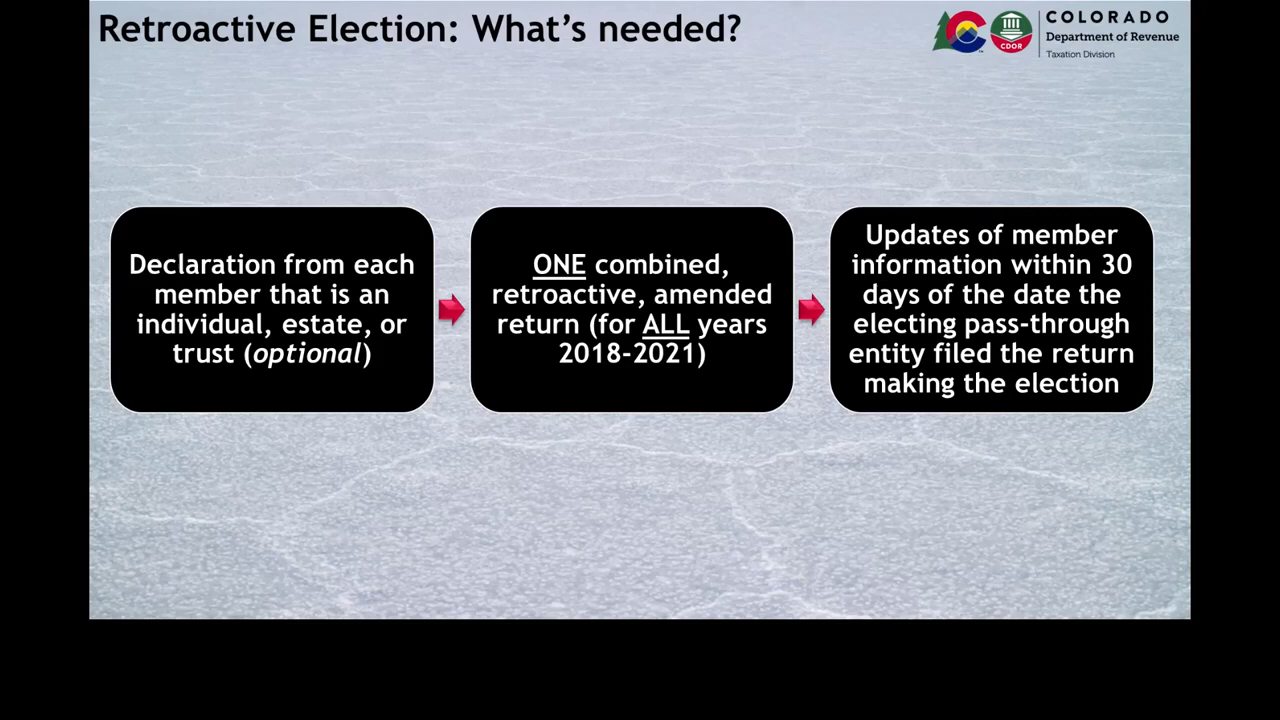 Retroactive Election: What's needed?
COLORADO
Department of Revenue
CDOR
Taxation Division
Declaration from each
member that is an
individual, estate, or
trust (optional)
ONE combined,
retroactive, amended
return (for ALL years
2018-2021)
Updates of member
information within 30
days of the date the
electing pass-through
entity filed the return
making the election